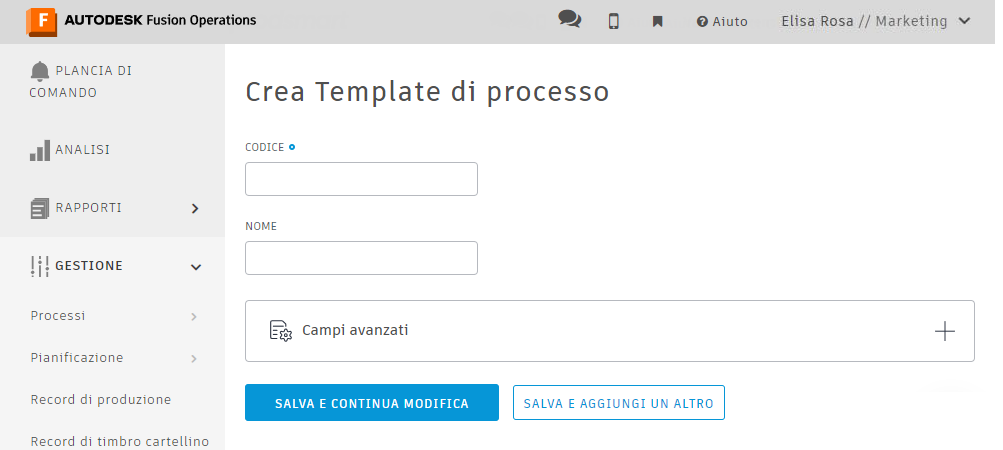 F AUTODESK Fusion Operations
Aiuto
Elisa Rosa // Marketing
PLANCIA DI
COMANDO
ANALISI
RAPPORTI
GESTIONE
Processi
Pianificazione
Record di produzione
Record di timbro cartellino
Crea Template di processo
CODICE
NOME
Campi avanzati
SALVA E CONTINUA MODIFICA
SALVA E AGGIUNGI UN ALTRO